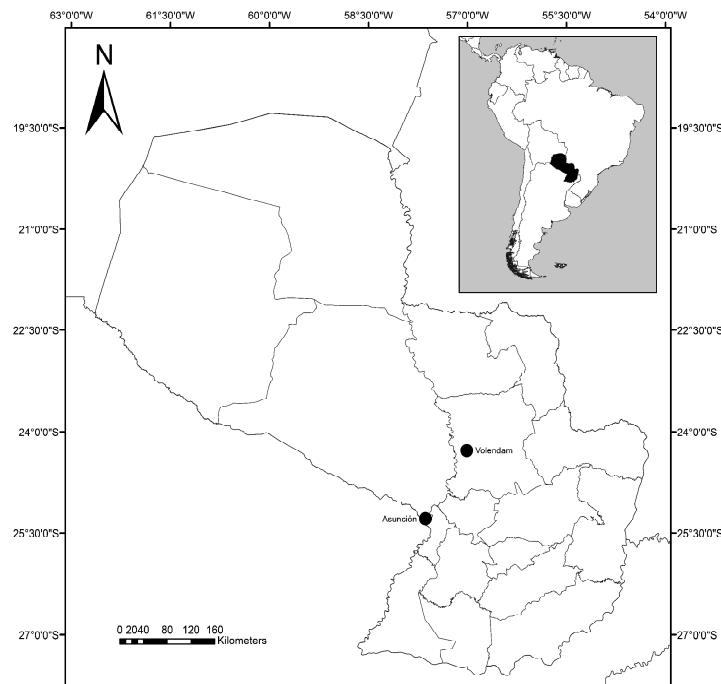 63°0'0"W 61°30'0"W 60°0'0"W 58°30'0"W 57°0'0"W 55°30'0"W 54°0'0"W
N
19°30'0"S 19°30'0"S
21°0'0"S 21°0'0"S
22°30'0"S 22°30'0"S
24°0'0"S 24°0'0"S
Volendam
Asunción
25°30'0"S 25°30'0"S
0 2040 80 120 160
Kilometers
27°0'0"S 27°0'0"S